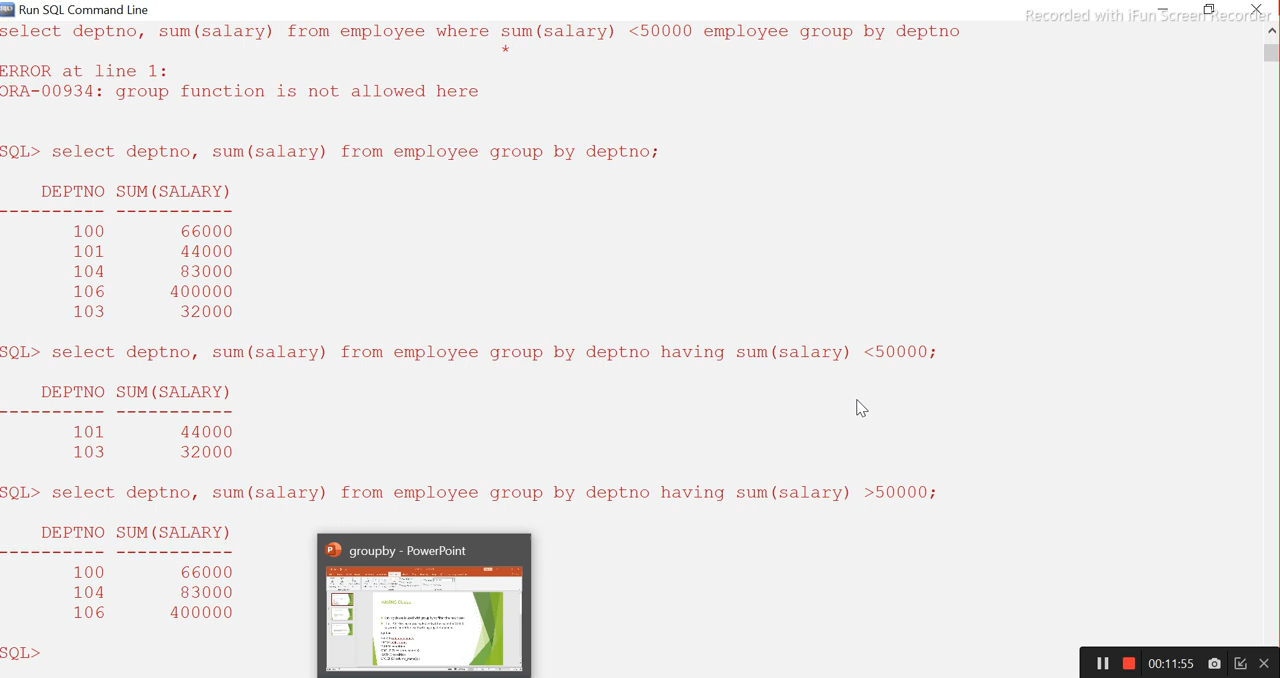 Run SQL Command Line
Recorded with iFun Screen Recorder
select deptno, sum(salary) from employee where sum(salary) <50000 employee group by deptno
*
ERROR at line 1:
ORA-00934: group function is not allowed here
SQL> select deptno, sum(salary) from employee group by deptno;
DEPTNO SUM(SALARY)
---------- -----------
100 66000
101 44000
104 83000
106 400000
103 32000
SQL> select deptno, sum(salary) from employee group by deptno having sum(salary) <50000;
DEPTNO SUM(SALARY)
---------- -----------
101 44000
103 32000
SQL> select deptno, sum(salary) from employee group by deptno having sum(salary) >50000;
DEPTNO SUM(SALARY)
---------- -----------
100 66000
104 83000
106 400000
SQL>
groupby - PowerPoint
00:11:55